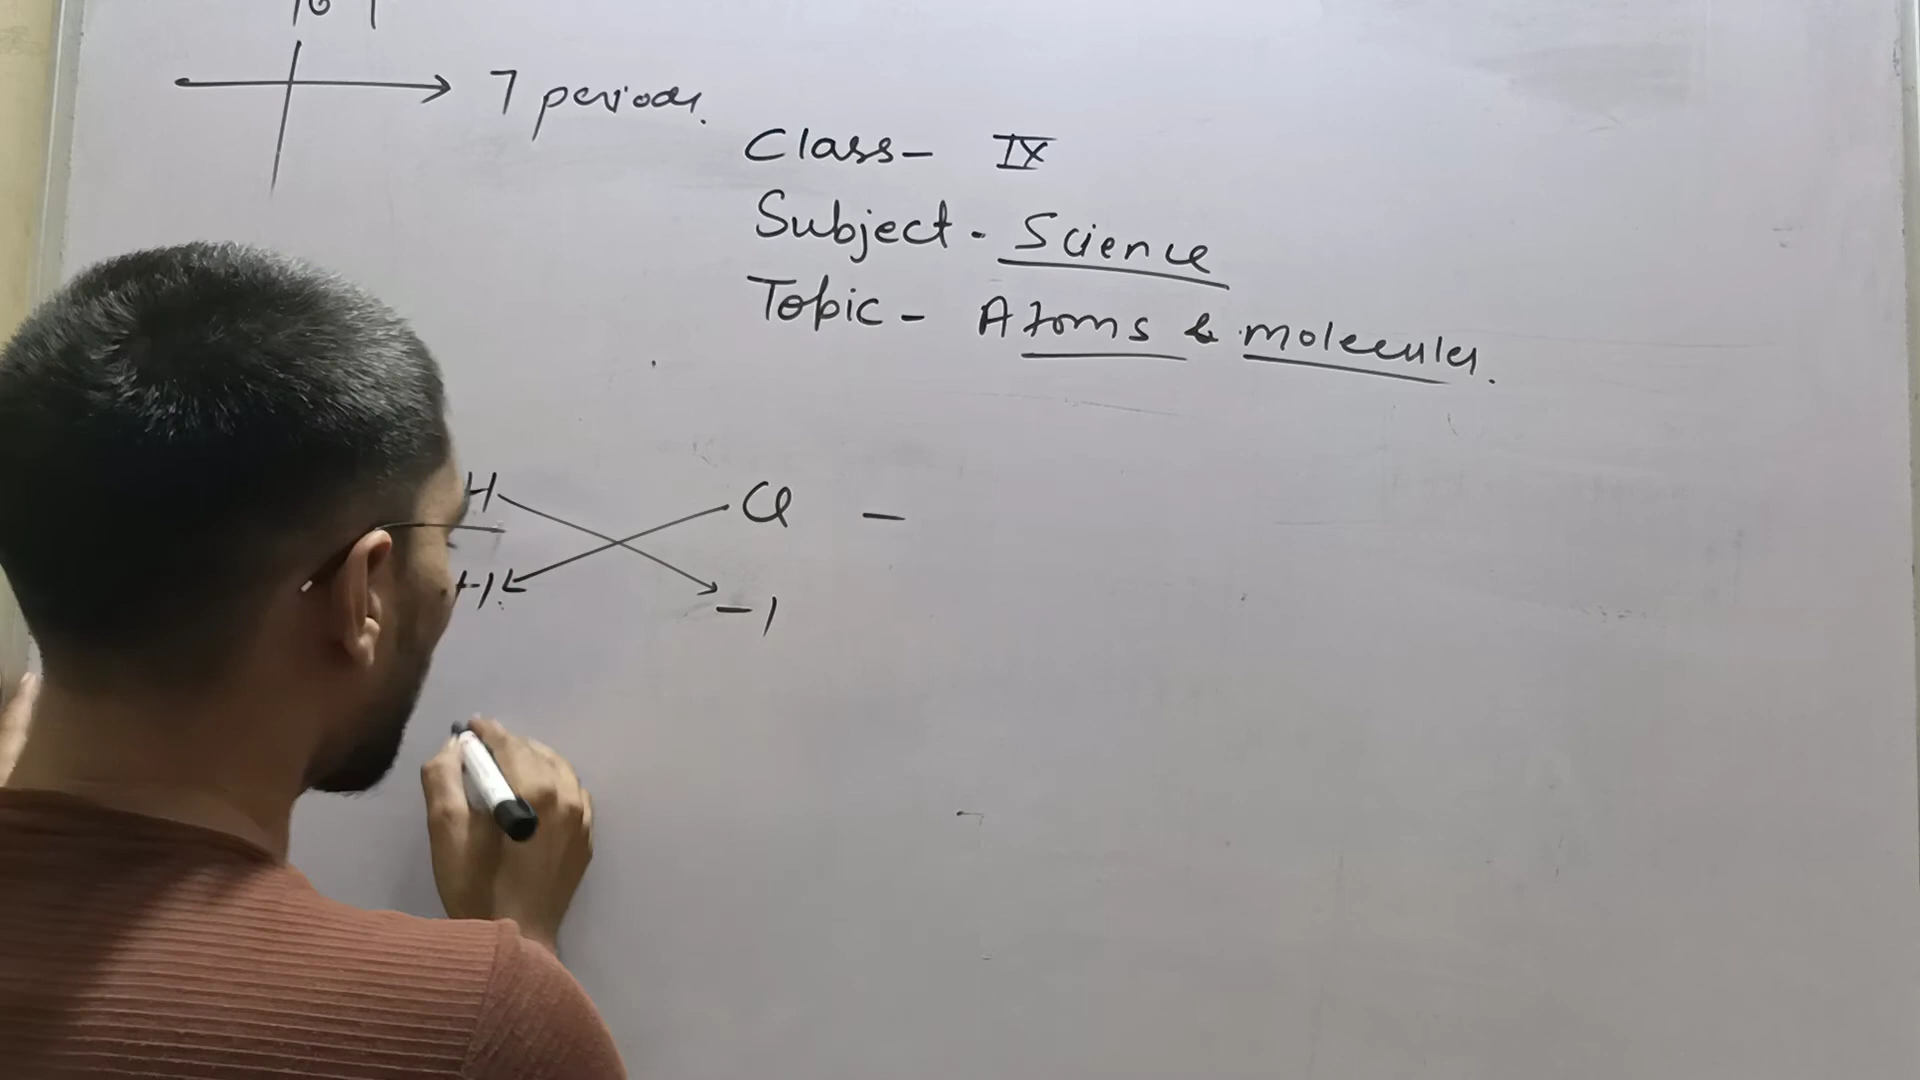 7 periods.
Class- IX
Subject - Science
Topic - Atoms & molecules.
H Cl -
+1 -1